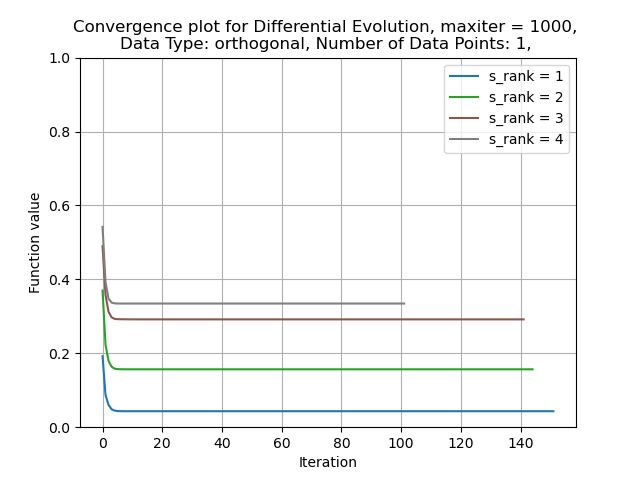 Convergence plot for Differential Evolution, maxiter = 1000,
Data Type: orthogonal, Number of Data Points: 1,
1.0
0.8
0.6
0.4
0.2
0.0
Function value
s_rank = 1
s_rank = 2
s_rank = 3
s_rank = 4
0 20 40 60 80 100 120 140
Iteration